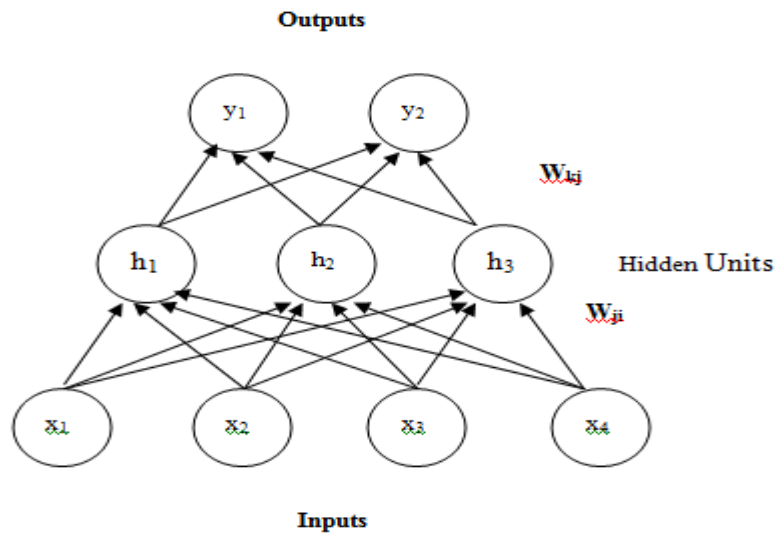 Outputs
y1 y2
Wkj
h1 h2 h3 Hidden Units
Wji
x1 x2 x3 x4
Inputs